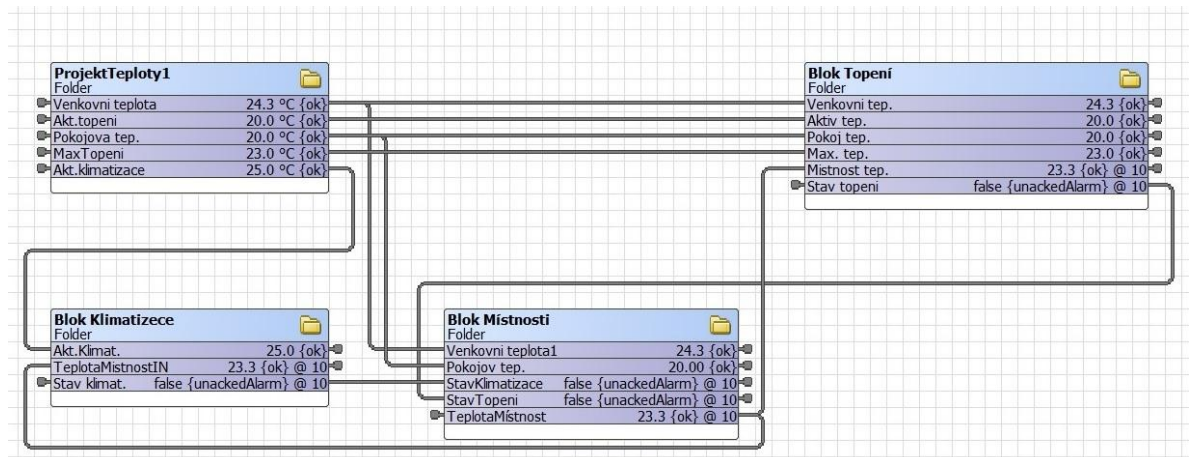 ProjektTeploty1
Folder
Venkovni teplota 24.3 °C {ok}
Akt.topeni 20.0 °C {ok}
Pokojova tep. 20.0 °C {ok}
MaxTopeni 23.0 °C {ok}
Akt.klimatizace 25.0 °C {ok}
Blok Topení
Folder
Venkovni tep. 24.3 {ok}
Aktiv tep. 20.0 {ok}
Pokoj tep. 20.0 {ok}
Max. tep. 23.0 {ok}
Mistnost tep. 23.3 {ok} @ 10
Stav topeni false {unackedAlarm} @ 10
Blok Klimatizece
Folder
Akt.Klimat. 25.0 {ok}
TeplotaMistnostIN 23.3 {ok} @ 10
Stav klimat. false {unackedAlarm} @ 10
Blok Místnosti
Folder
Venkovni teplota1 24.3 {ok}
Pokojov tep. 20.00 {ok}
StavKlimatizace false {unackedAlarm} @ 10
StavTopeni false {unackedAlarm} @ 10
TeplotaMístnost 23.3 {ok} @ 10